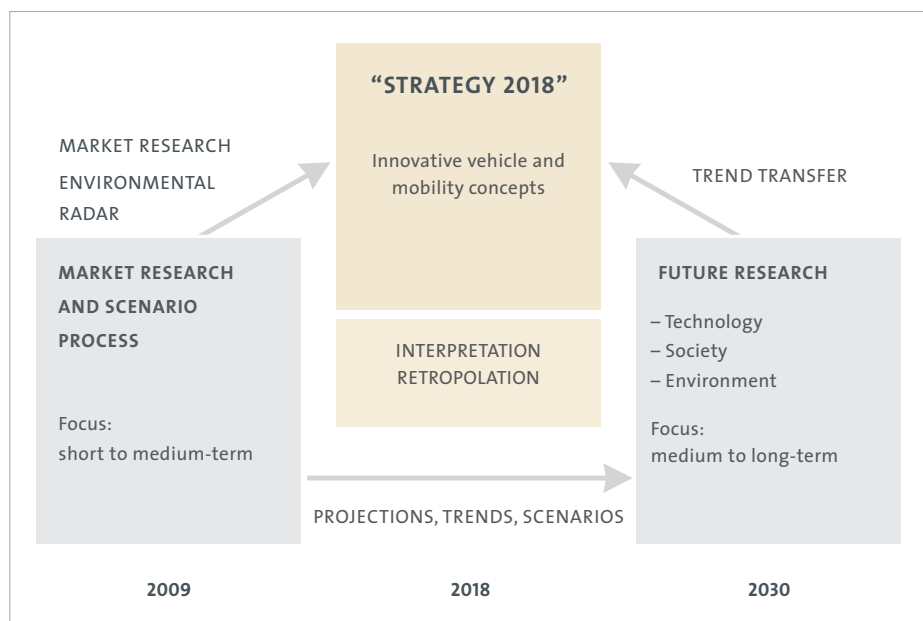 “STRATEGY 2018”
Innovative vehicle and
mobility concepts
MARKET RESEARCH
ENVIRONMENTAL
RADAR
TREND TRANSFER
MARKET RESEARCH
AND SCENARIO
PROCESS
Focus:
short to medium-term
INTERPRETATION
RETROPOLATION
FUTURE RESEARCH
– Technology
– Society
– Environment
Focus:
medium to long-term
PROJECTIONS, TRENDS, SCENARIOS
2009
2018
2030